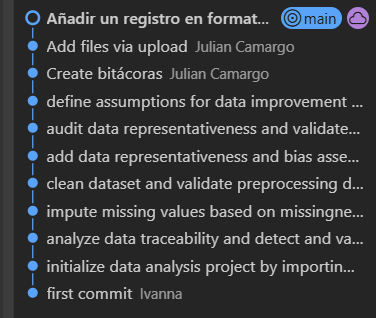 Añadir un registro en format... main
Add files via upload Julian Camargo
Create bitácoras Julian Camargo
define assumptions for data improvement ...
audit data representativeness and validate...
add data representativeness and bias asse...
clean dataset and validate preprocessing d...
impute missing values based on missingne...
analyze data traceability and detect and va...
initialize data analysis project by importin...
first commit Ivanna